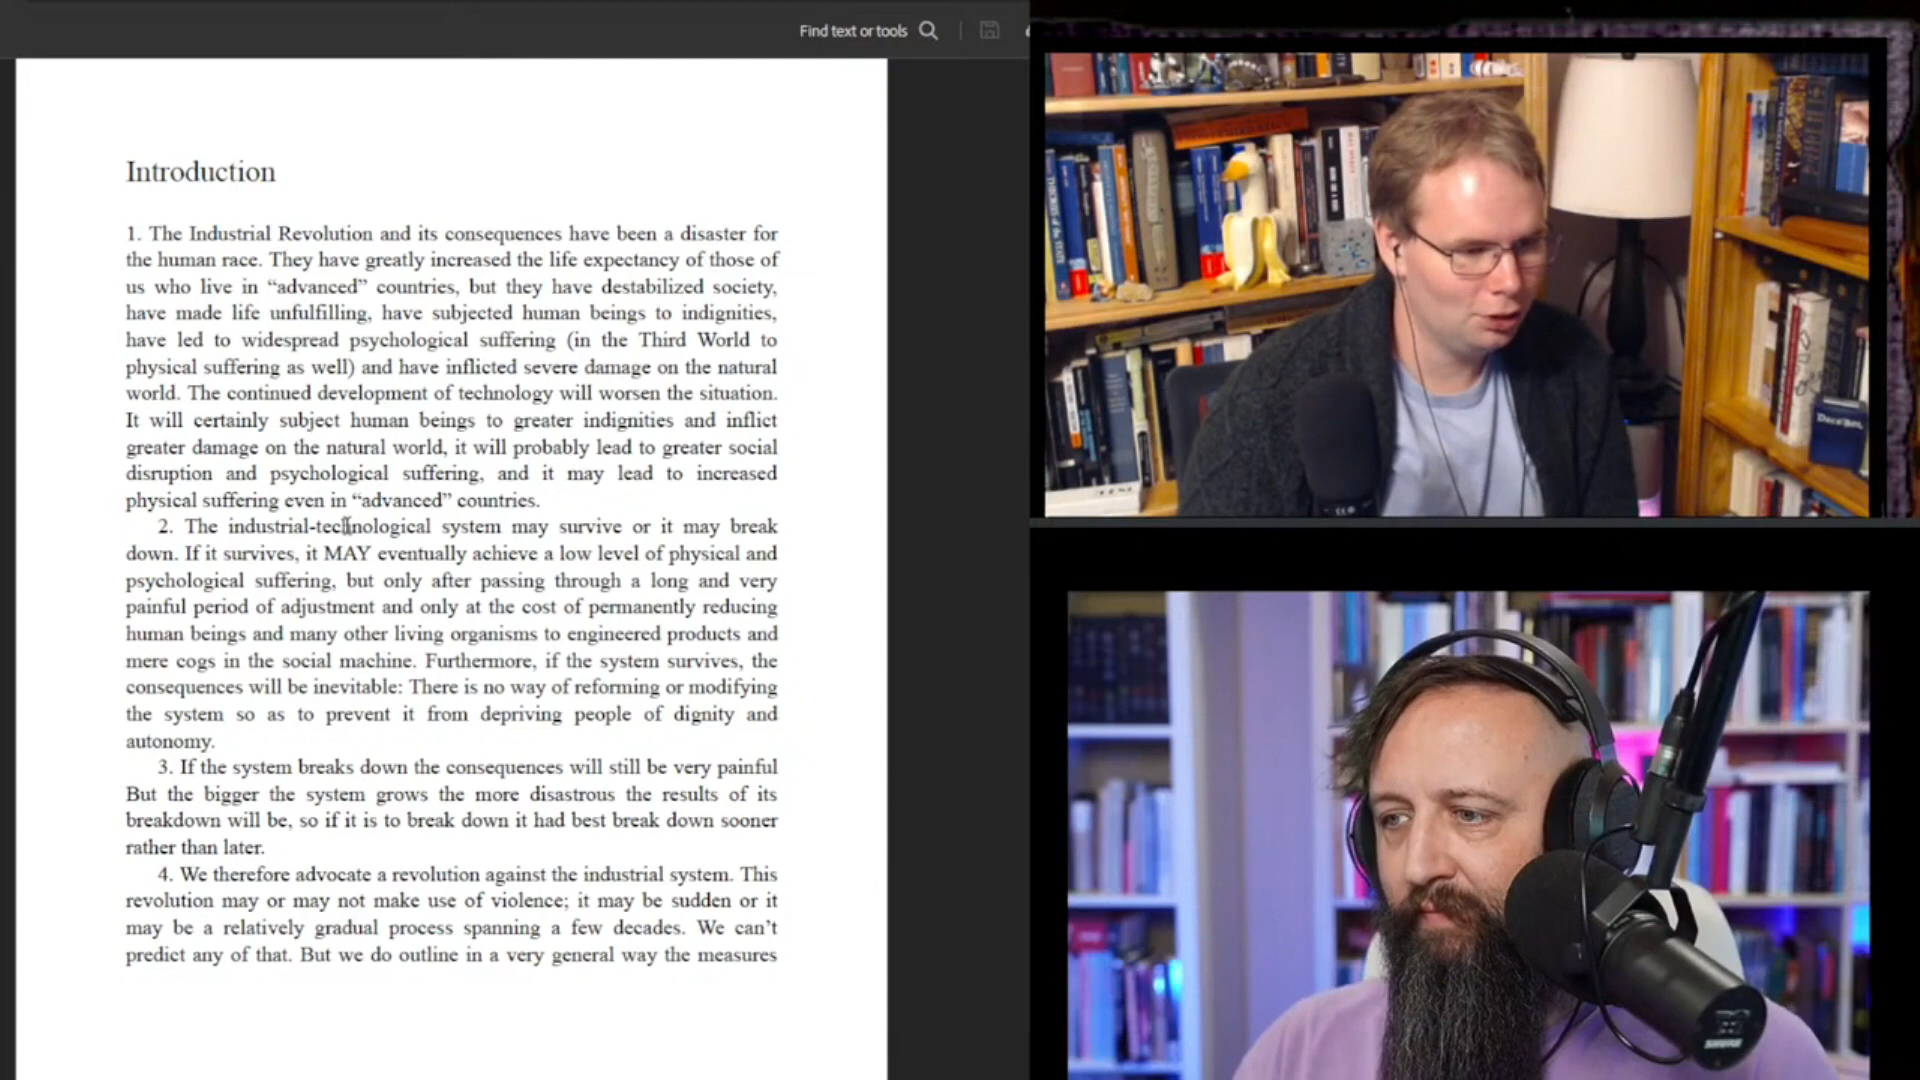 Find text or tools
Introduction
1. The Industrial Revolution and its consequences have been a disaster for
the human race. They have greatly increased the life expectancy of those of
us who live in “advanced” countries, but they have destabilized society,
have made life unfulfilling, have subjected human beings to indignities,
have led to widespread psychological suffering (in the Third World to
physical suffering as well) and have inflicted severe damage on the natural
world. The continued development of technology will worsen the situation.
It will certainly subject human beings to greater indignities and inflict
greater damage on the natural world, it will probably lead to greater social
disruption and psychological suffering, and it may lead to increased
physical suffering even in “advanced” countries.
2. The industrial-technological system may survive or it may break
down. If it survives, it MAY eventually achieve a low level of physical and
psychological suffering, but only after passing through a long and very
painful period of adjustment and only at the cost of permanently reducing
human beings and many other living organisms to engineered products and
mere cogs in the social machine. Furthermore, if the system survives, the
consequences will be inevitable: There is no way of reforming or modifying
the system so as to prevent it from depriving people of dignity and
autonomy.
3. If the system breaks down the consequences will still be very painful
But the bigger the system grows the more disastrous the results of its
breakdown will be, so if it is to break down it had best break down sooner
rather than later.
4. We therefore advocate a revolution against the industrial system. This
revolution may or may not make use of violence; it may be sudden or it
may be a relatively gradual process spanning a few decades. We can’t
predict any of that. But we do outline in a very general way the measures
SHURE